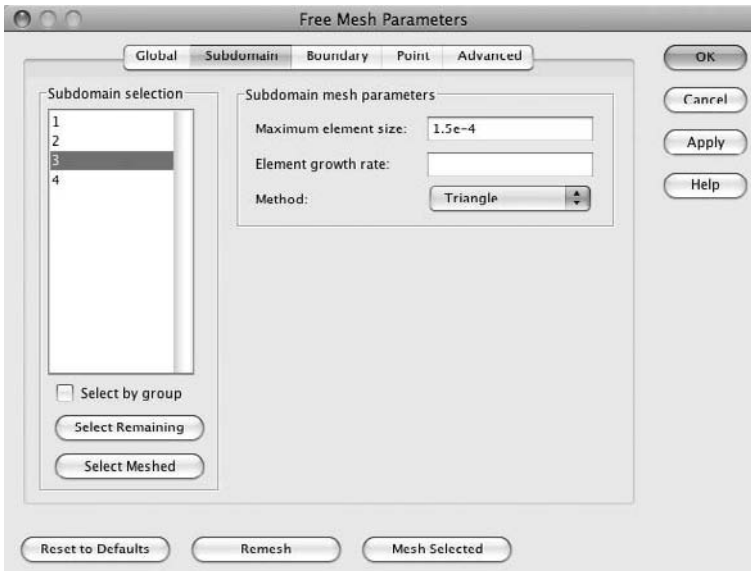 Free Mesh Parameters
Global Subdomain Boundary Point Advanced
Subdomain selection
1
2
3
4
Select by group
Select Remaining
Select Meshed
Subdomain mesh parameters
Maximum element size: 1.5e-4
Element growth rate:
Method: Triangle
OK
Cancel
Apply
Help
Reset to Defaults Remesh Mesh Selected